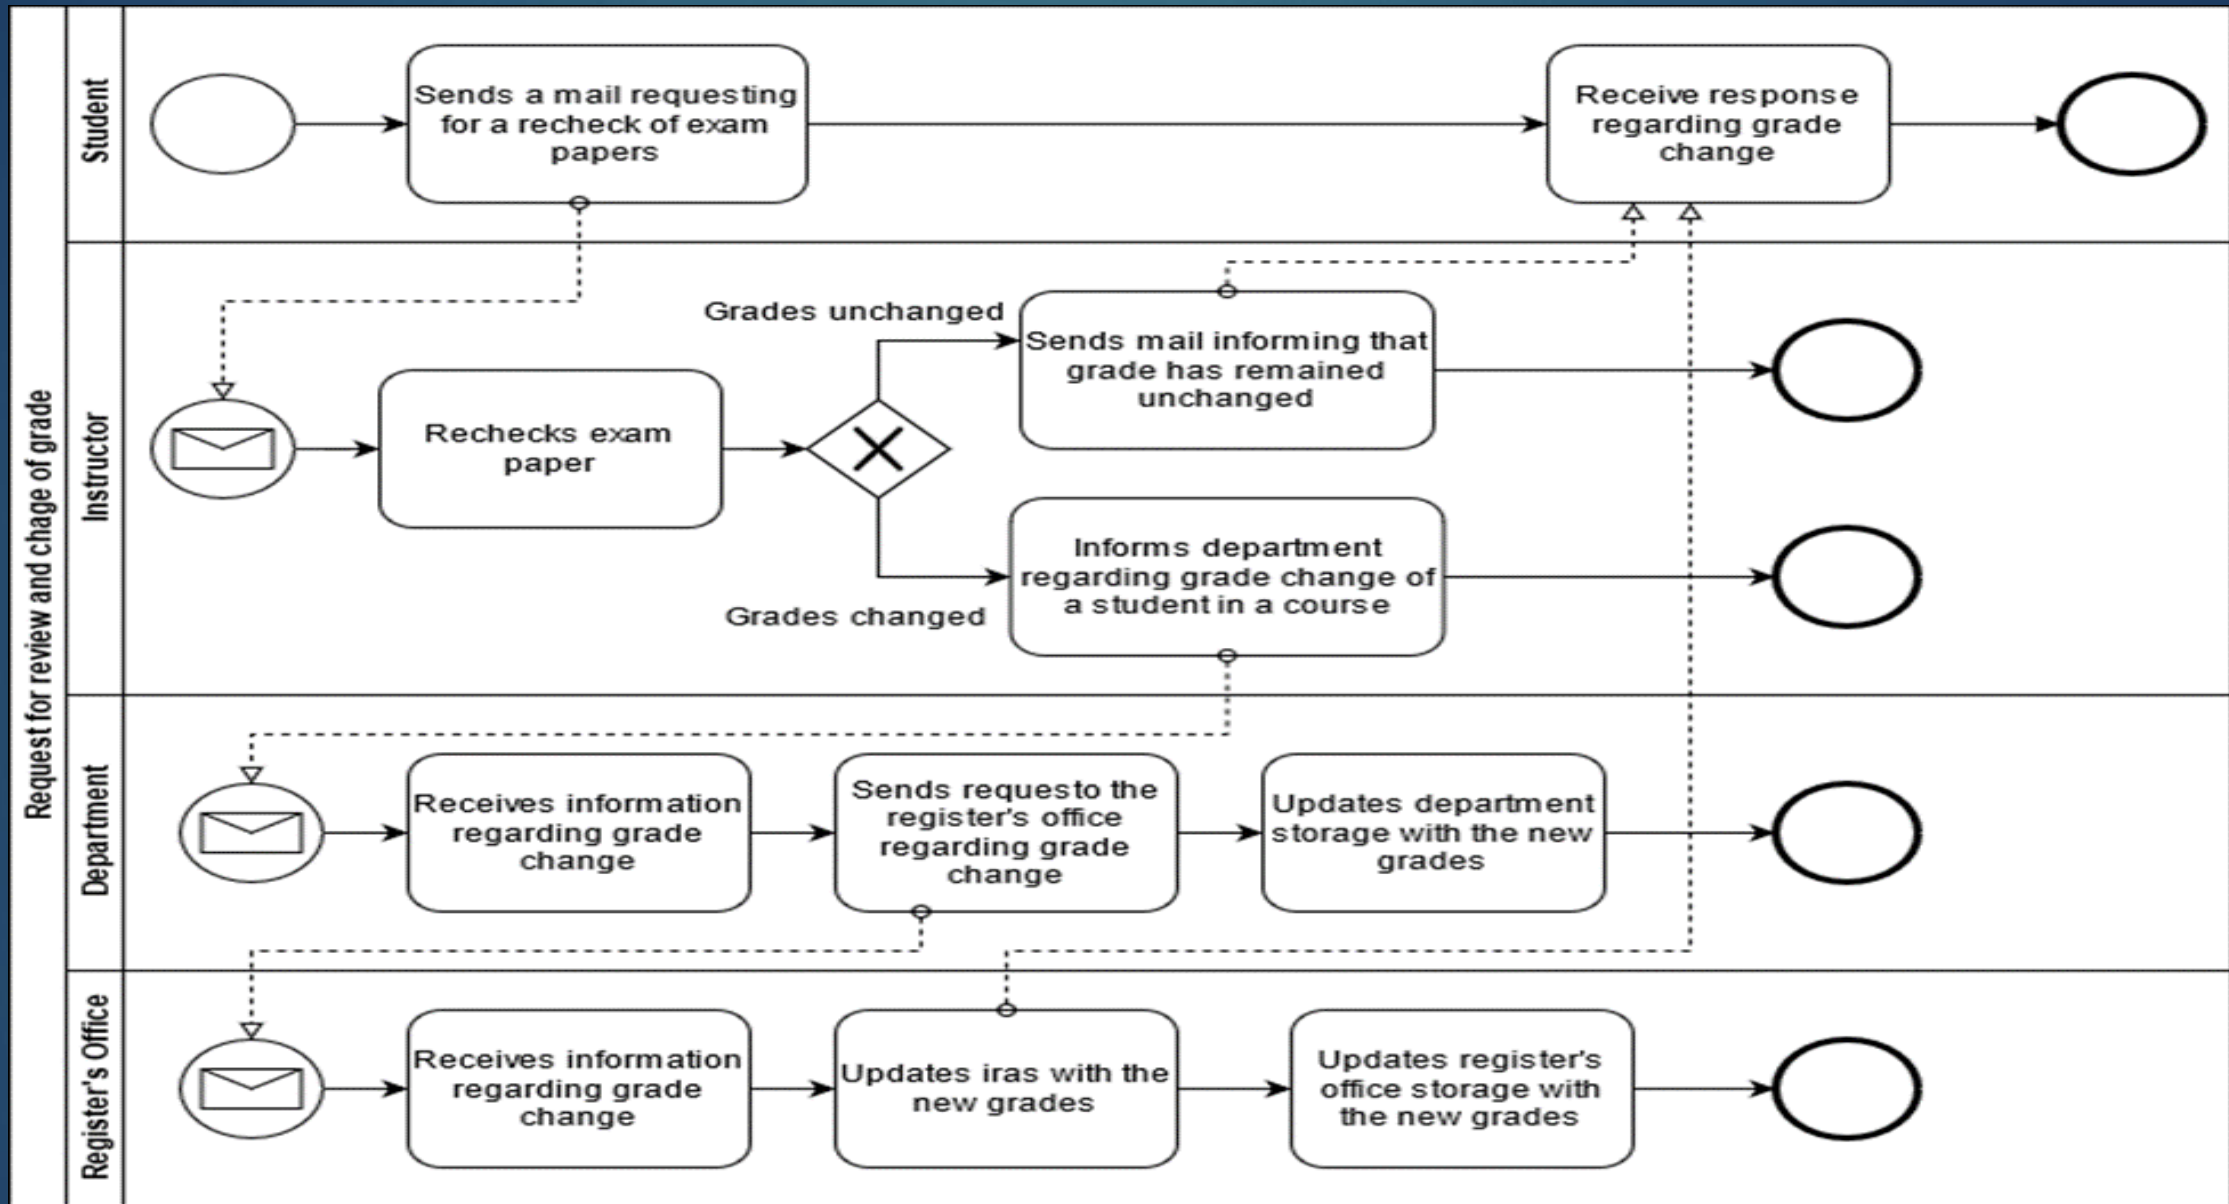 Request for review and chage of grade
Student
Sends a mail requesting
for a recheck of exam
papers
Receive response
regarding grade
change
Instructor
Rechecks exam
paper
Grades unchanged
Sends mail informing that
grade has remained
unchanged
Grades changed
Informs department
regarding grade change of
a student in a course
Department
Receives information
regarding grade
change
Sends requesto the
register's office
regarding grade
change
Updates department
storage with the new
grades
Register's Office
Receives information
regarding grade
change
Updates iras with the
new grades
Updates register's
office storage with
the new grades